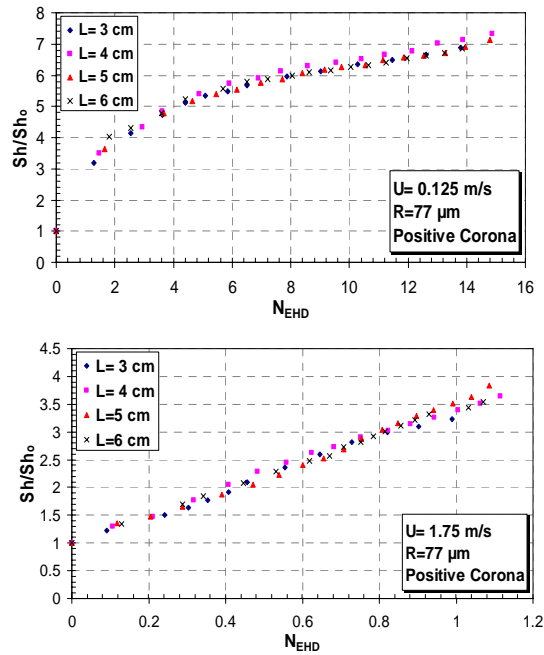 8
7
6
5
4
3
2
1
0
Sh/Sho
L= 3 cm
L= 4 cm
L= 5 cm
L= 6 cm
U= 0.125 m/s
R=77 µm
Positive Corona
0 2 4 6 8 10 12 14 16
NEHD
4.5
4
3.5
3
2.5
2
1.5
1
0.5
0
Sh/Sho
L= 3 cm
L= 4 cm
L=5 cm
L=6 cm
U: 1.75 m/s
R=77 µm
Positive Corona
0 0.2 0.4 0.6 0.8 1 1.2
NEHD